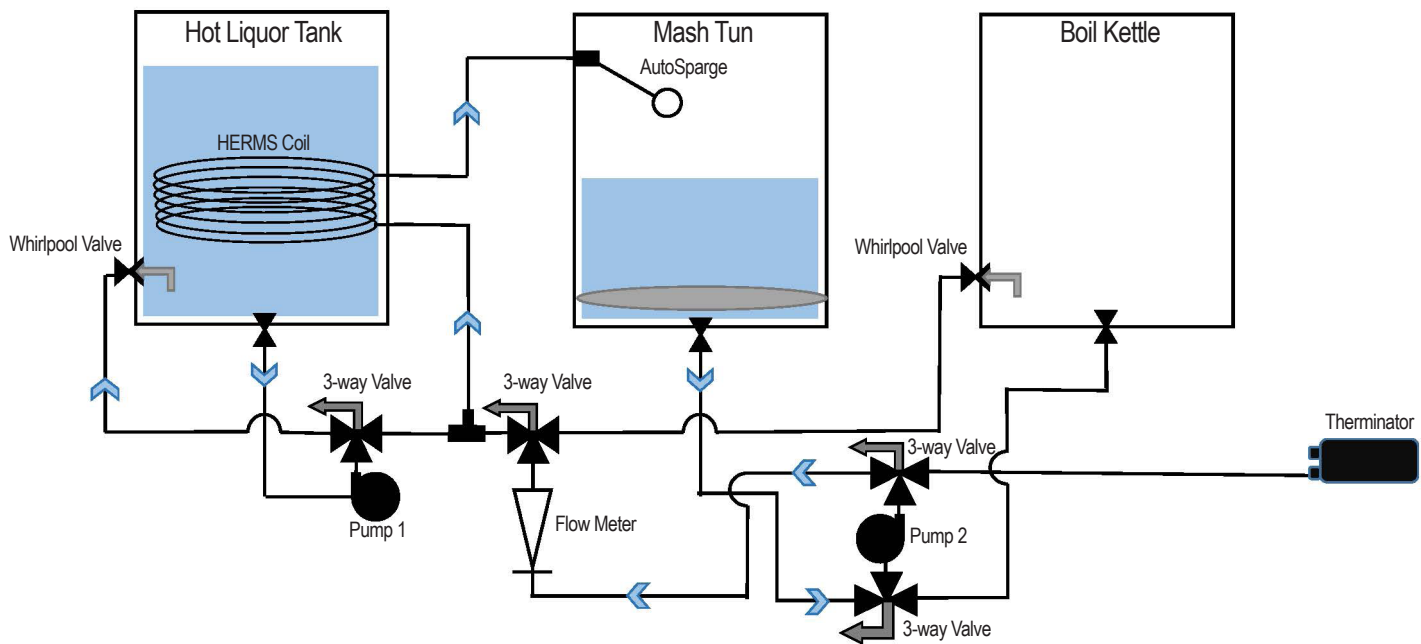 Hot Liquor Tank
Mash Tun
Boil Kettle
AutoSparge
HERMS Coil
Whirlpool Valve
Whirlpool Valve
3-way Valve
3-way Valve
Therminator
3-way Valve
Pump 1
Flow Meter
Pump 2
3-way Valve